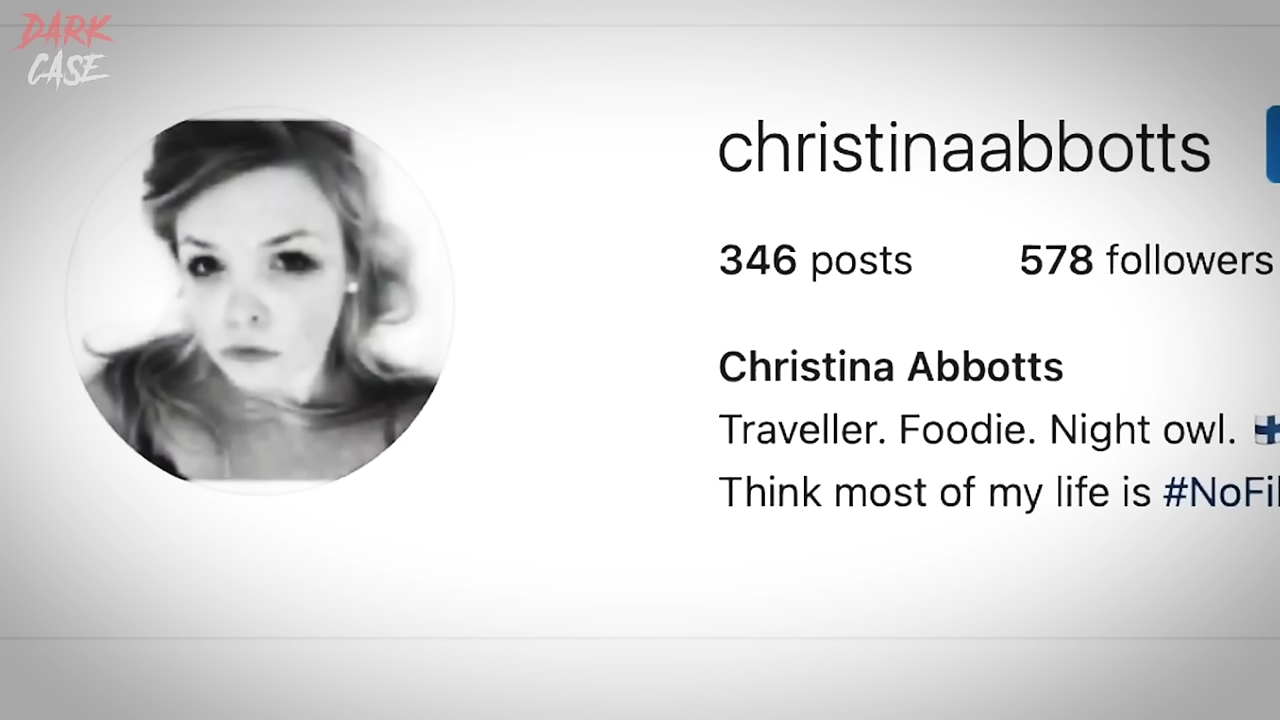 DARK
CASE
christinaabbotts
346 posts 578 followers
Christina Abbotts
Traveller. Foodie. Night owl.
Think most of my life is #NoFil